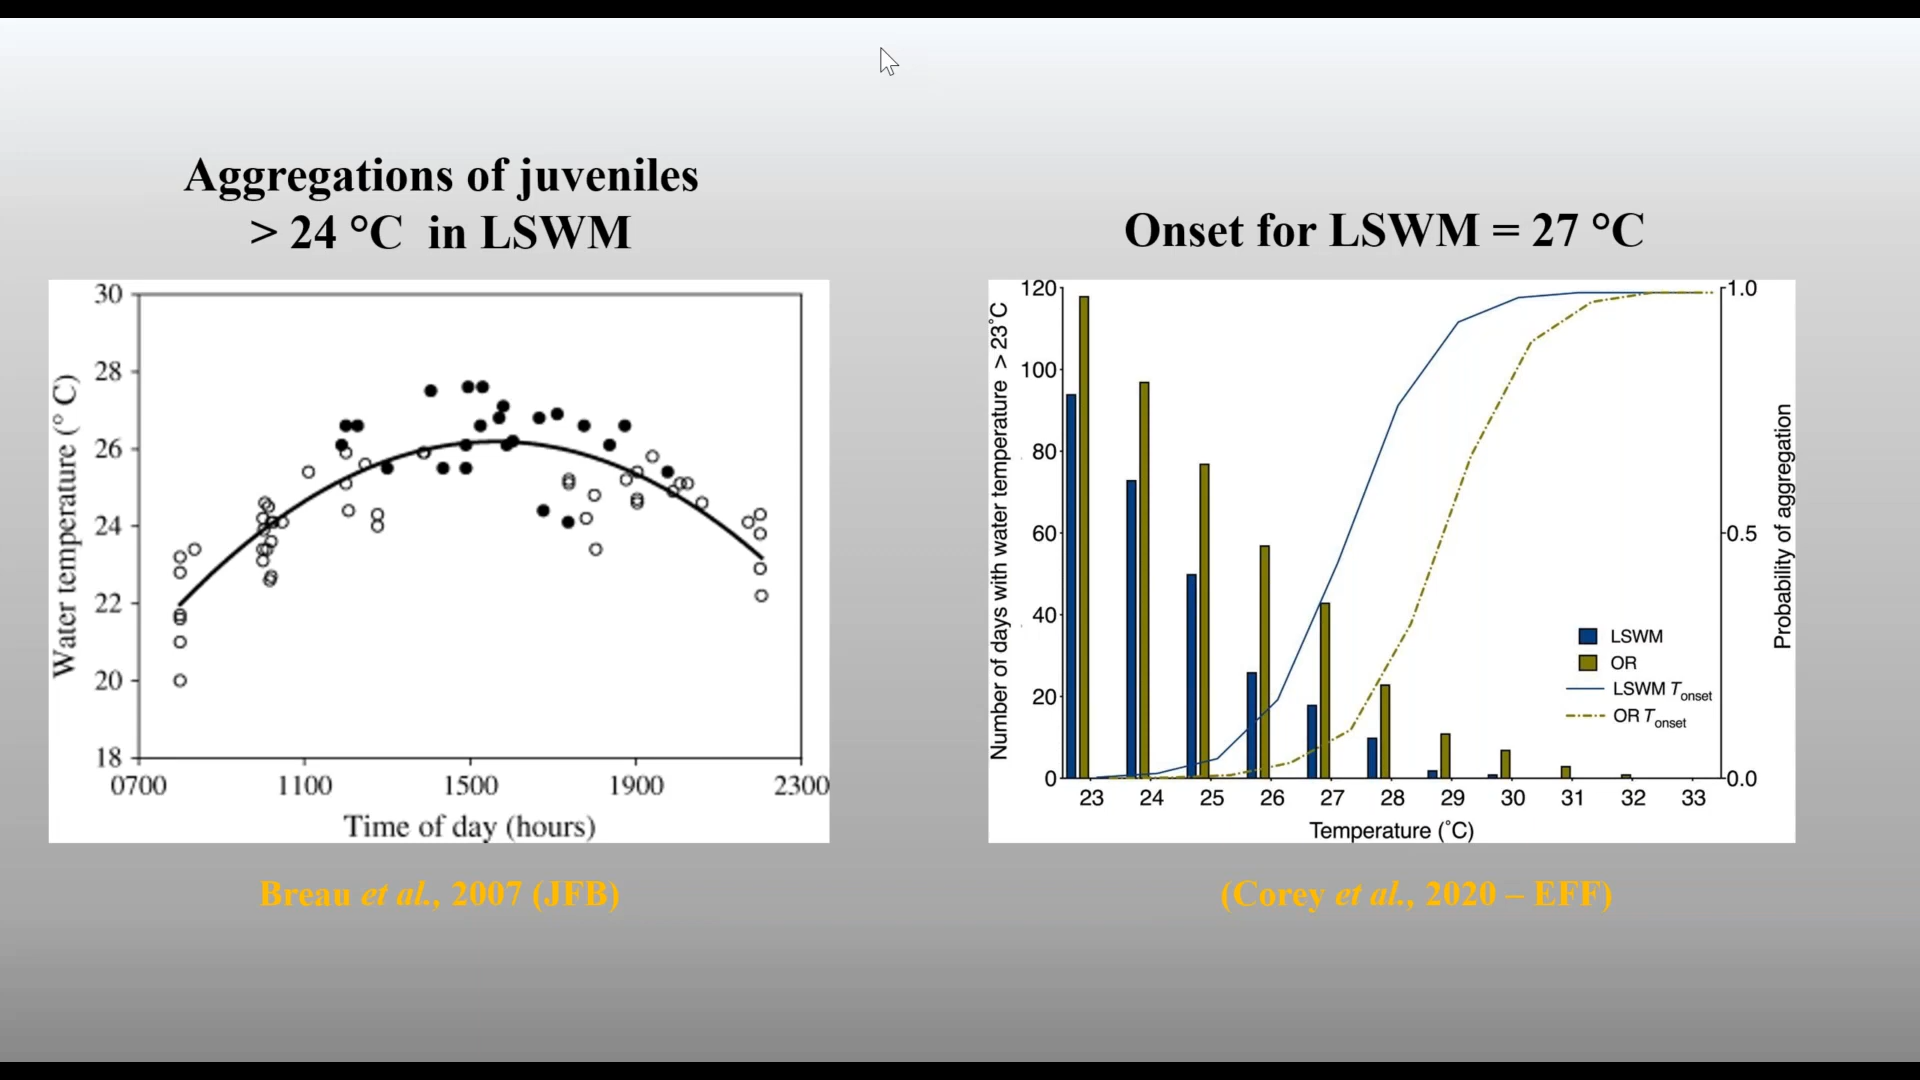 Aggregations of juveniles
> 24 °C in LSWM
30
28
26
24
22
20
18
Water temperature (° C)
0700 1100 1500 1900 2300
Time of day (hours)
Breau et al., 2007 (JFB)
Onset for LSWM = 27 °C
120
100
80
60
40
20
0
Number of days with water temperature > 23°C
1.0
0.5
0.0
Probability of aggregation
LSWM
OR
LSWM Tonset
OR Tonset
23 24 25 26 27 28 29 30 31 32 33
Temperature (°C)
(Corey et al., 2020 – EFF)